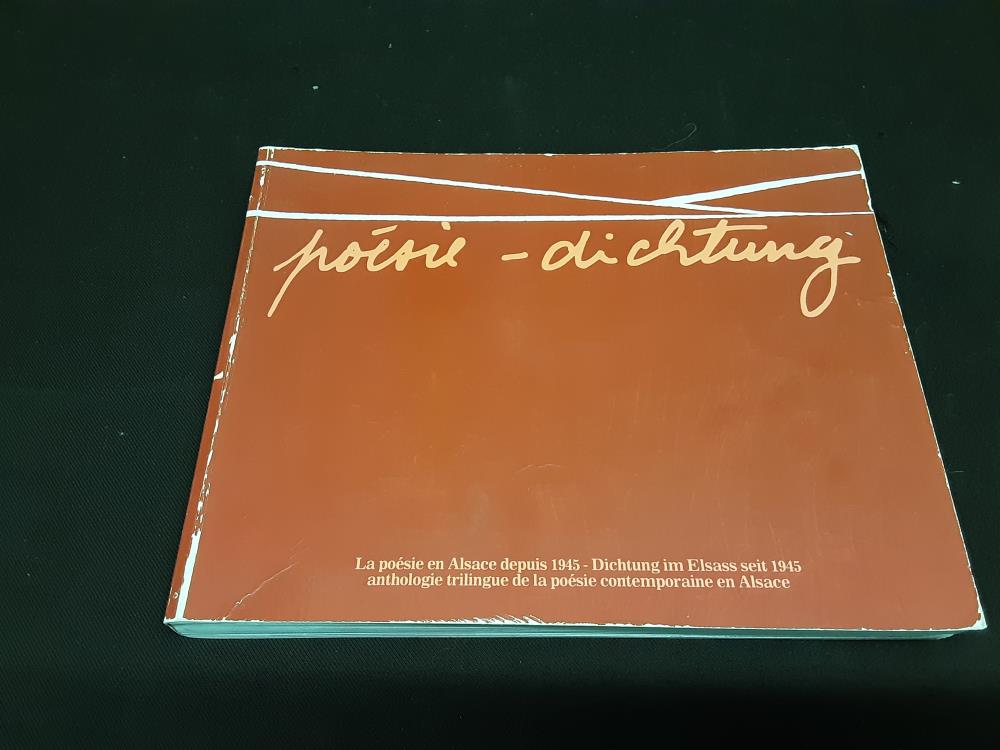 poésie - dichtung
La poésie en Alsace depuis 1945 - Dichtung im Elsass seit 1945
anthologie trilingue de la poésie contemporaine en Alsace